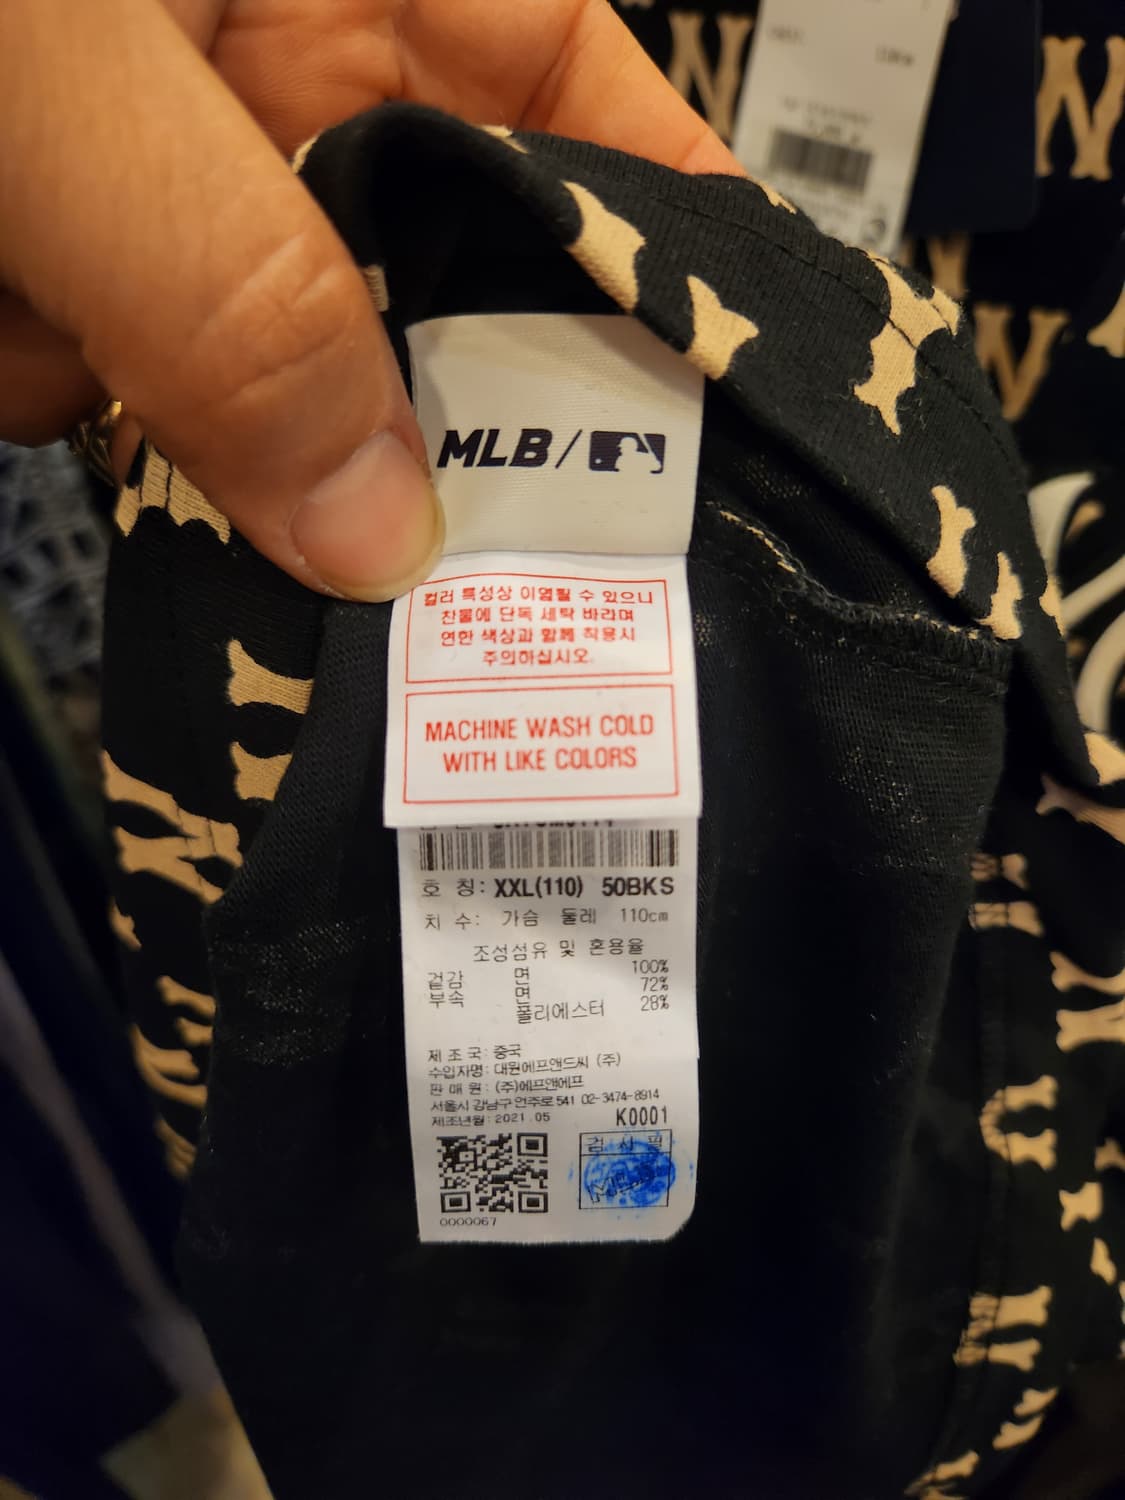 MLB
컬러 특성상 이염될 수 있으니
찬물에 단독 세탁 바라며
연한 색상과 함께 착용시
주의하십시오.
MACHINE WASH COLD
WITH LIKE COLORS
호 칭: XXL(110) 50BKS
치 수: 가슴 둘레 110cm
조성섬유 및 혼용율
겉감 면 100%
부속 면 72%
폴리에스터 28%
제 조 국: 중국
수입자명: 대원에프앤드씨 (주)
판 매 원: (주)에프앤에프
서울시 강남구 언주로 541 02-3474-8914
제조년월: 2021.05 K0001
검 사 필
MLB
0000067